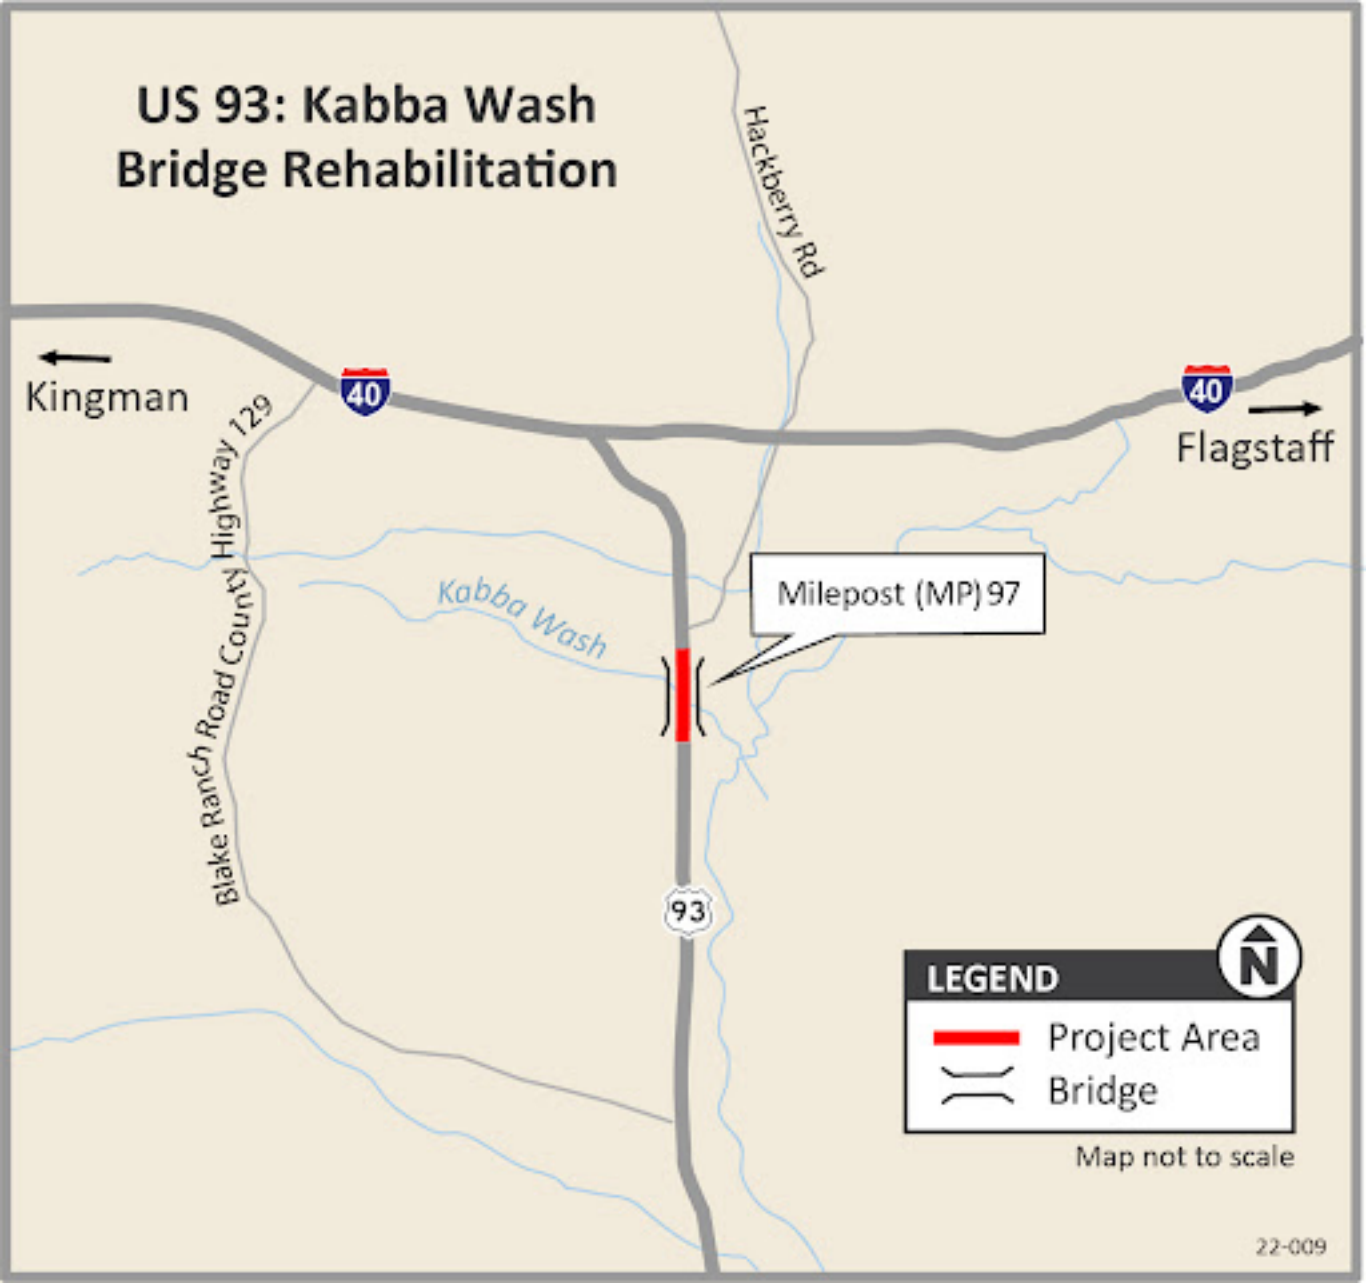 US 93: Kabba Wash
Bridge Rehabilitation
Hackberry Rd
Kingman
40
40
Flagstaff
Blake Ranch Road County Highway 129
Kabba Wash
Milepost (MP) 97
93
N
LEGEND
Project Area
Bridge
Map not to scale
22-009